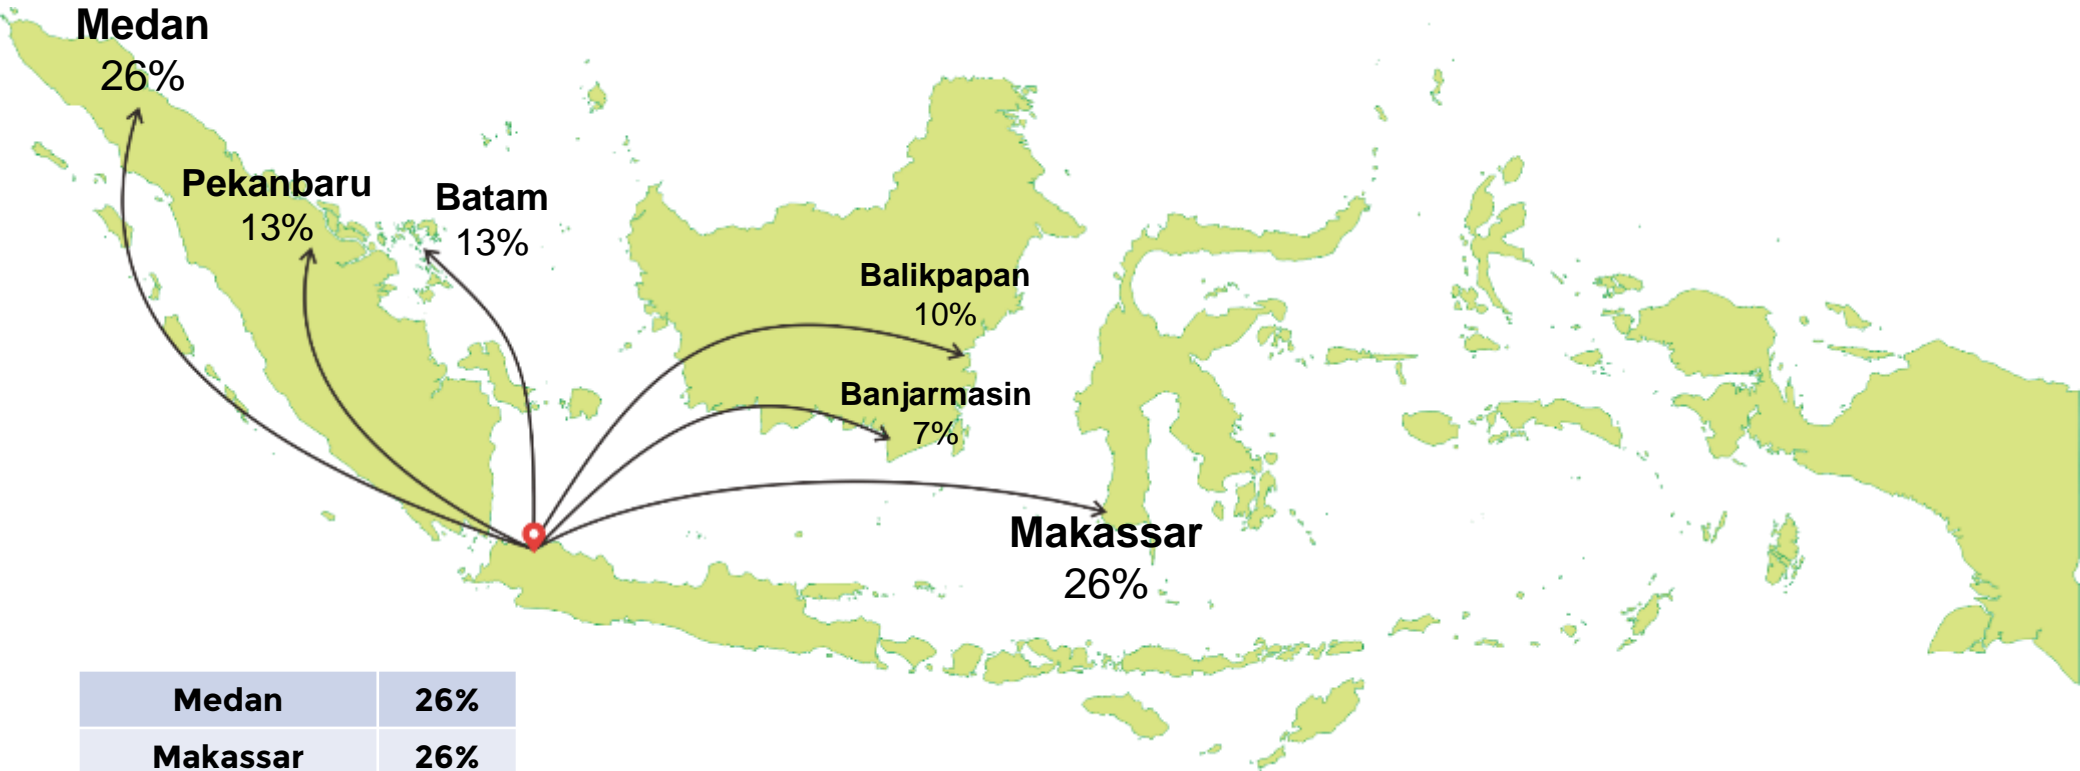 Medan
26%
Pekanbaru
13%
Batam
13%
Balikpapan
10%
Banjarmasin
7%
Makassar
26%
Medan 26%
Makassar 26%